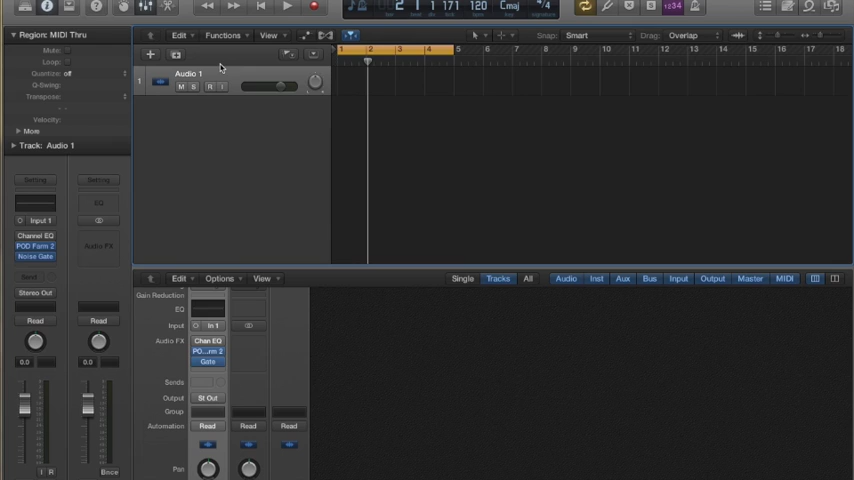 2 1 171 120 Cmaj 4/4
1234
Region: MIDI Thru
Mute:
Loop:
Quantize: off
Q-Swing:
Transpose:
Velocity:
More
Track: Audio 1
Edit Functions View Snap: Smart Drag: Overlap
1 2 3 4 5 6 7 8 9 10 11 12 13 14 15 16 17 18
1 Audio 1
M S R I
Setting Setting
EQ
Input 1
Channel EQ
POD Farm 2 Audio FX
Noise Gate
Send
Stereo Out
Read Read
0.0 0.0
I R Bnce
Edit Options View Single Tracks All Audio Inst Aux Bus Input Output Master MIDI
Gain Reduction
EQ
Input In 1
Audio FX Chan EQ
PO...rm 2
Gate
Sends
Output St Out
Group
Automation Read Read Read
Pan